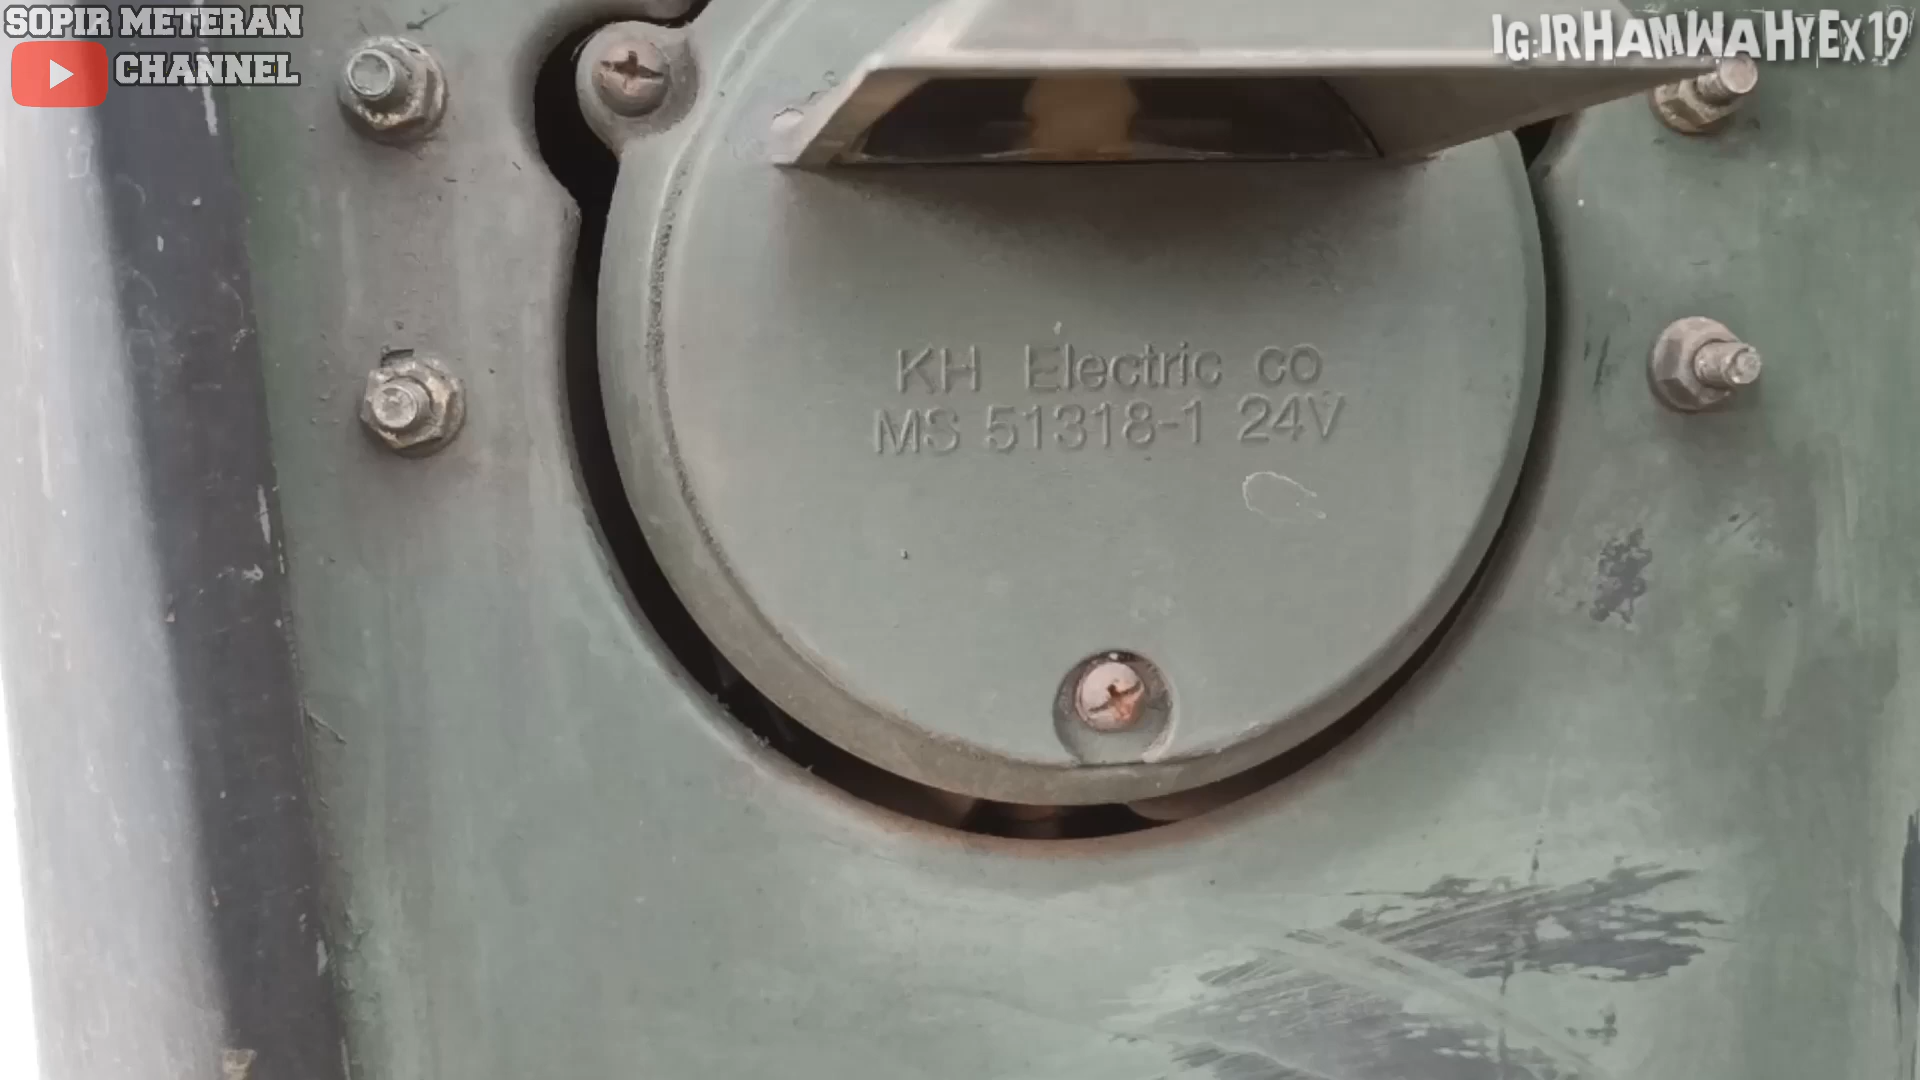 SOPIR METERAN
CHANNEL
IG:IRHAMWAHYEX19
KH Electric co
MS 51318-1 24V